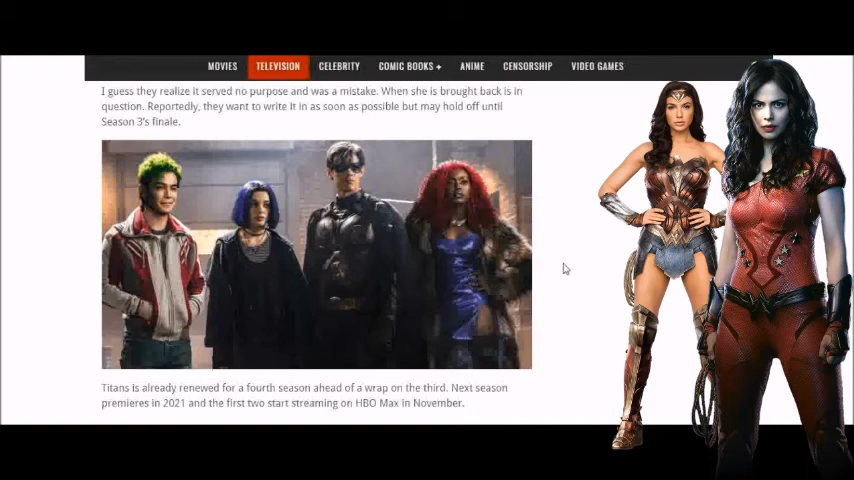 MOVIES TELEVISION CELEBRITY COMIC BOOKS ANIME CENSORSHIP VIDEO GAMES
I guess they realize it served no purpose and was a mistake. When she is brought back is in
question. Reportedly, they want to write it in as soon as possible but may hold off until
Season 3's finale.
Titans is already renewed for a fourth season ahead of a wrap on the third. Next season
premieres in 2021 and the first two start streaming on HBO Max in November.